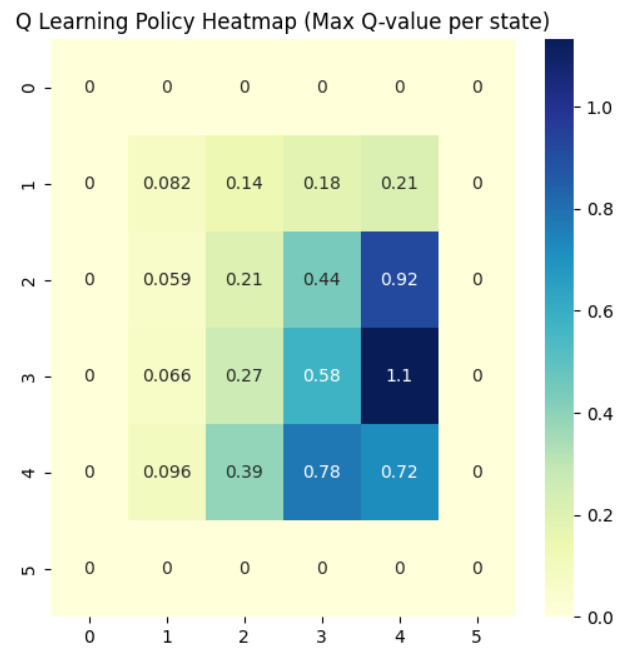 Q Learning Policy Heatmap (Max Q-value per state)
0 0 0 0 0 0 0
1 0 0.082 0.14 0.18 0.21 0
2 0 0.059 0.21 0.44 0.92 0
3 0 0.066 0.27 0.58 1.1 0
4 0 0.096 0.39 0.78 0.72 0
5 0 0 0 0 0 0
0 1 2 3 4 5
1.0
0.8
0.6
0.4
0.2
0.0